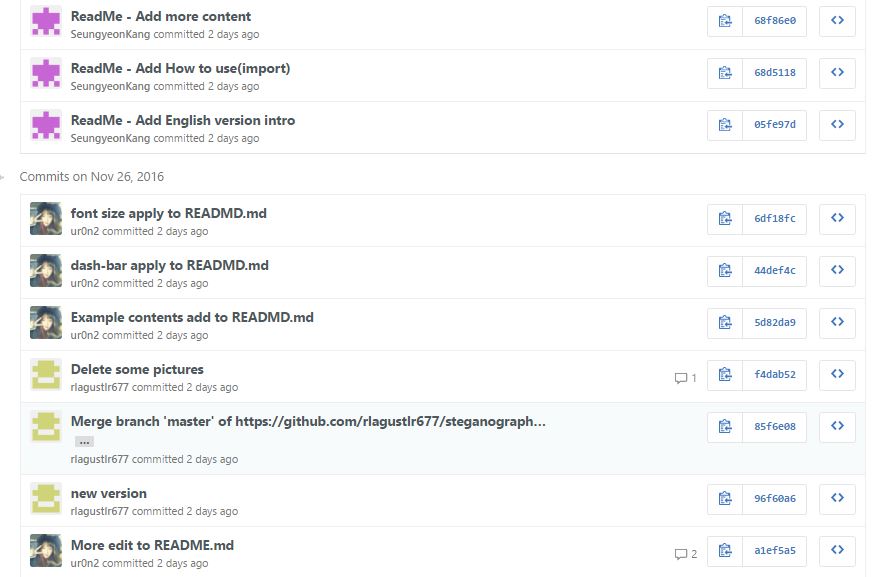 ReadMe - Add more content
SeungyeonKang committed 2 days ago
68f86e0
ReadMe - Add How to use(import)
SeungyeonKang committed 2 days ago
68d5118
ReadMe - Add English version intro
SeungyeonKang committed 2 days ago
05fe97d
Commits on Nov 26, 2016
font size apply to READMD.md
ur0n2 committed 2 days ago
6df18fc
dash-bar apply to READMD.md
ur0n2 committed 2 days ago
44def4c
Example contents add to READMD.md
ur0n2 committed 2 days ago
5d82da9
Delete some pictures
rlagustlr677 committed 2 days ago
1
f4dab52
Merge branch 'master' of https://github.com/rlagustlr677/steganograph…
...
rlagustlr677 committed 2 days ago
85f6e08
new version
rlagustlr677 committed 2 days ago
96f60a6
More edit to README.md
ur0n2 committed 2 days ago
2
a1ef5a5